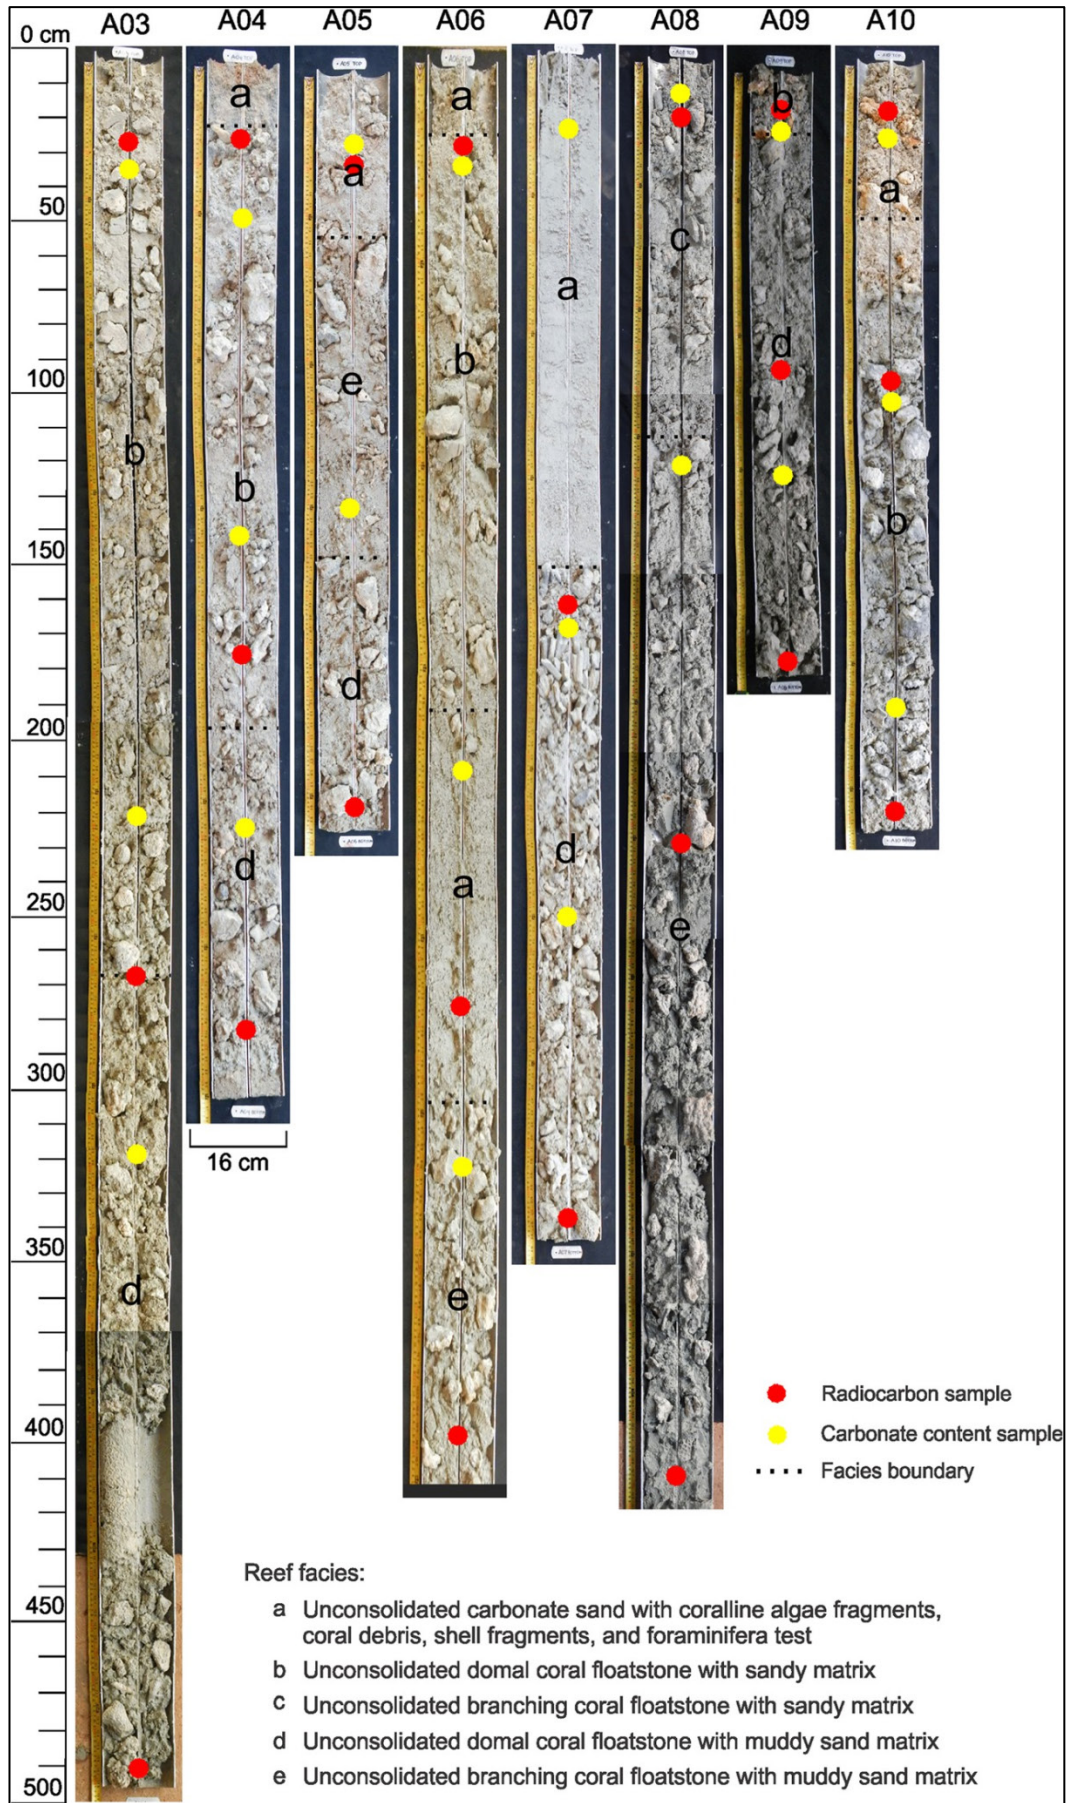 A03 A04 A05 A06 A07 A08 A09 A10
0 cm
50
100
150
200
250
300
350
400
450
500
a
a
a
a
b
a
c
a
b
b
e
b
d
b
d
d
a
d
e
d
e
16 cm
Radiocarbon sample
Carbonate content sample
Facies boundary
Reef facies:
a Unconsolidated carbonate sand with coralline algae fragments,
coral debris, shell fragments, and foraminifera test
b Unconsolidated domal coral floatstone with sandy matrix
c Unconsolidated branching coral floatstone with sandy matrix
d Unconsolidated domal coral floatstone with muddy sand matrix
e Unconsolidated branching coral floatstone with muddy sand matrix